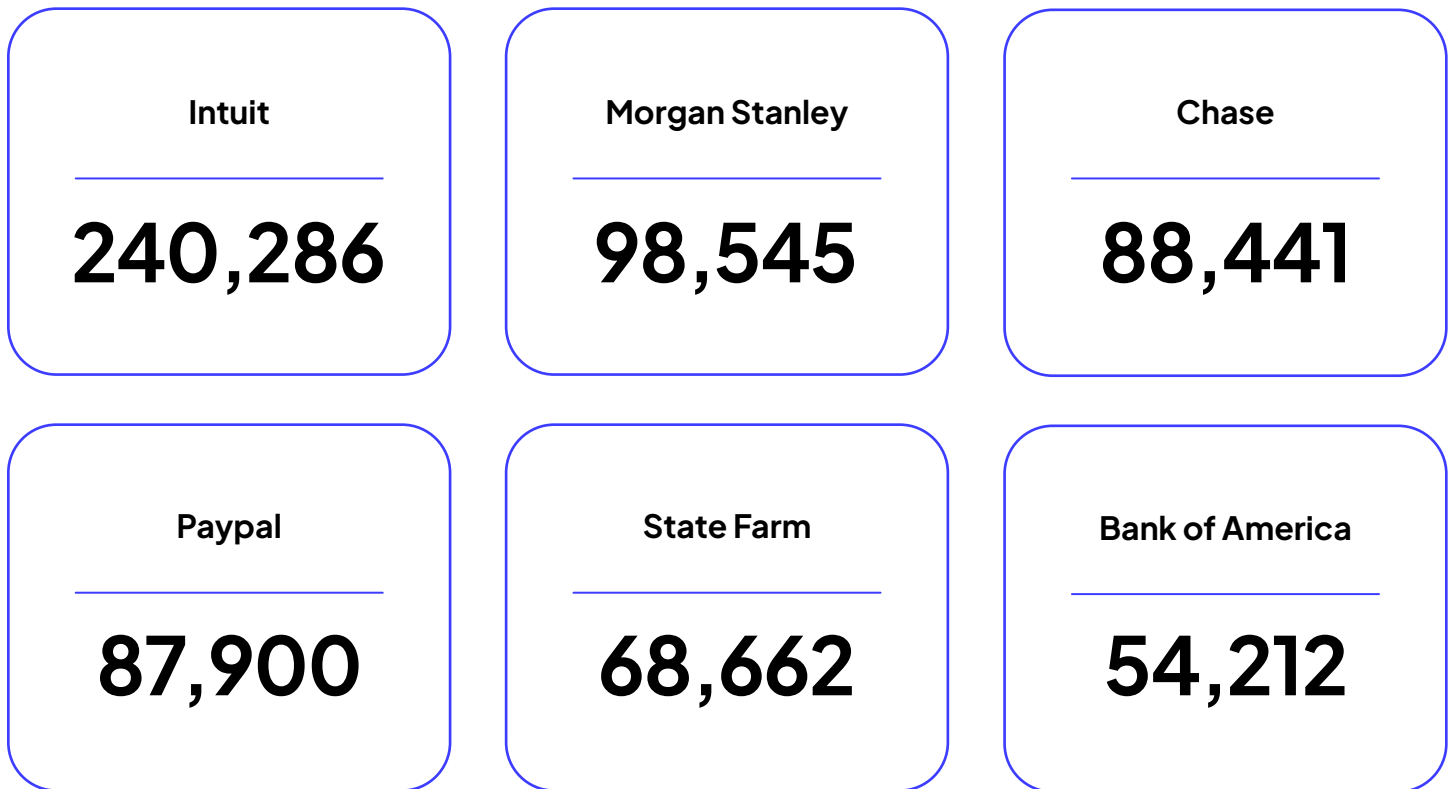 Intuit
240,286
Morgan Stanley
98,545
Chase
88,441
Paypal
87,900
State Farm
68,662
Bank of America
54,212